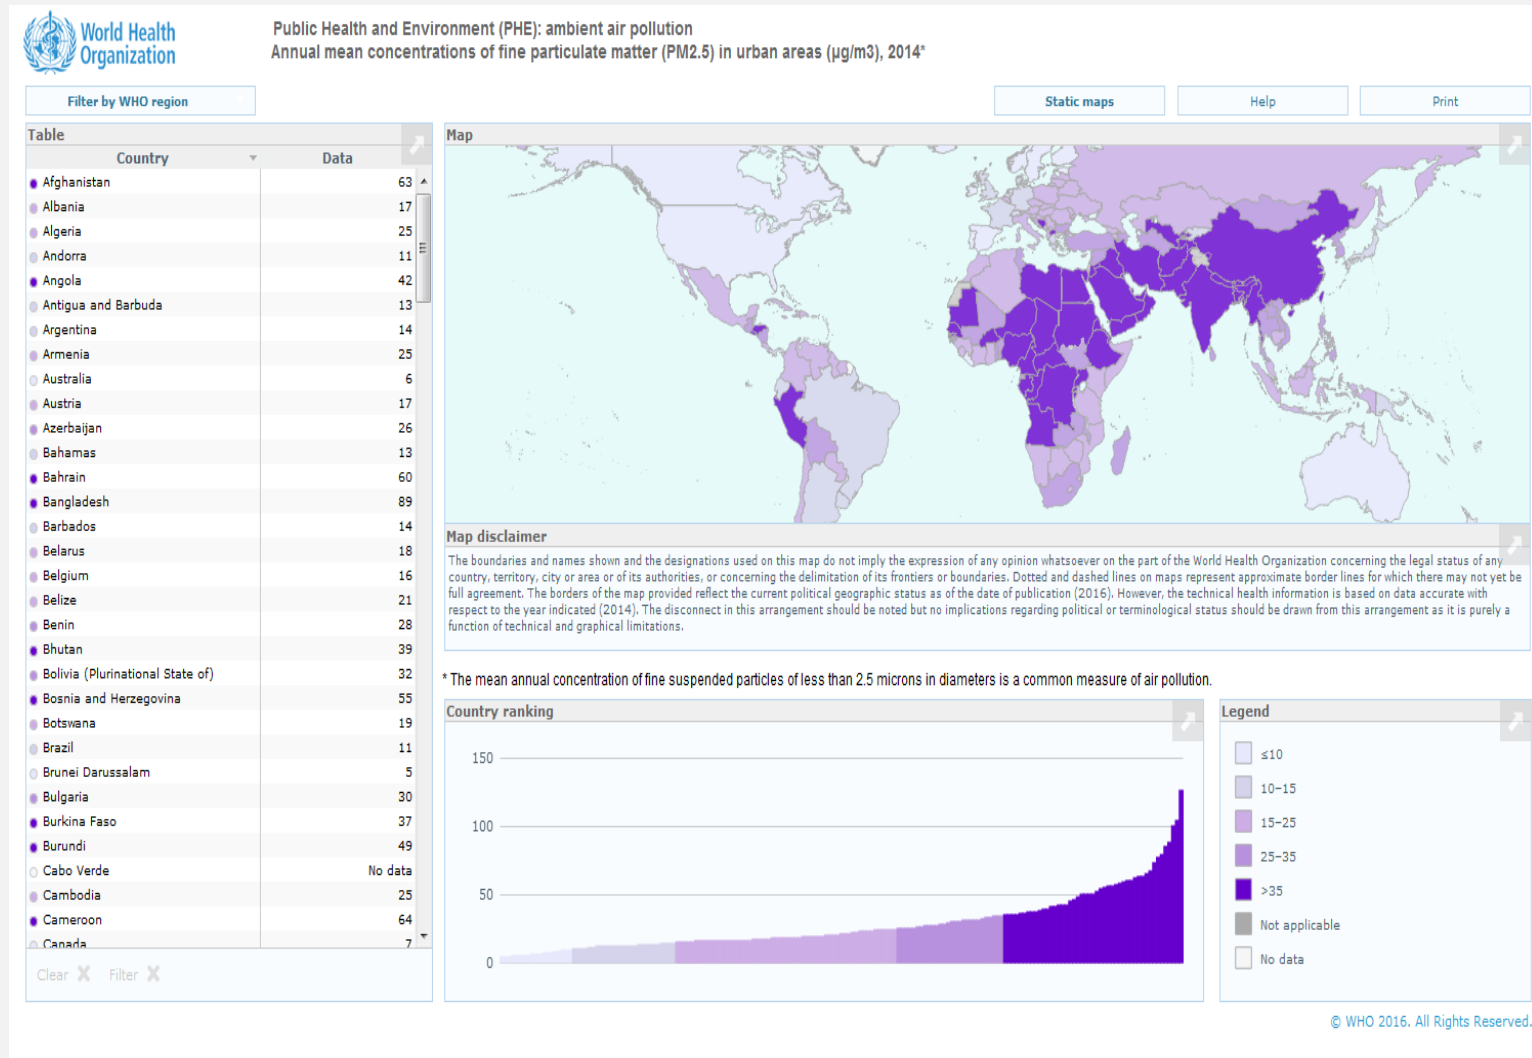 World Health
Organization
Public Health and Environment (PHE): ambient air pollution
Annual mean concentrations of fine particulate matter (PM2.5) in urban areas (µg/m3), 2014*
Filter by WHO region
Static maps
Help
Print
Table
Country Data
Afghanistan 63
Albania 17
Algeria 25
Andorra 11
Angola 42
Antigua and Barbuda 13
Argentina 14
Armenia 25
Australia 6
Austria 17
Azerbaijan 26
Bahamas 13
Bahrain 60
Bangladesh 89
Barbados 14
Belarus 18
Belgium 16
Belize 21
Benin 28
Bhutan 39
Bolivia (Plurinational State of) 32
Bosnia and Herzegovina 55
Botswana 19
Brazil 11
Brunei Darussalam 5
Bulgaria 30
Burkina Faso 37
Burundi 49
Cabo Verde No data
Cambodia 25
Cameroon 64
Canada 7
Clear Filter
Map
Map disclaimer
The boundaries and names shown and the designations used on this map do not imply the expression of any opinion whatsoever on the part of the World Health Organization concerning the legal status of any
country, territory, city or area or of its authorities, or concerning the delimitation of its frontiers or boundaries. Dotted and dashed lines on maps represent approximate border lines for which there may not yet be
full agreement. The borders of the map provided reflect the current political geographic status as of the date of publication (2016). However, the technical health information is based on data accurate with
respect to the year indicated (2014). The disconnect in this arrangement should be noted but no implications regarding political or terminological status should be drawn from this arrangement as it is purely a
function of technical and graphical limitations.
* The mean annual concentration of fine suspended particles of less than 2.5 microns in diameters is a common measure of air pollution.
Country ranking
150
100
50
0
Legend
≤10
10–15
15–25
25–35
>35
Not applicable
No data
© WHO 2016. All Rights Reserved.